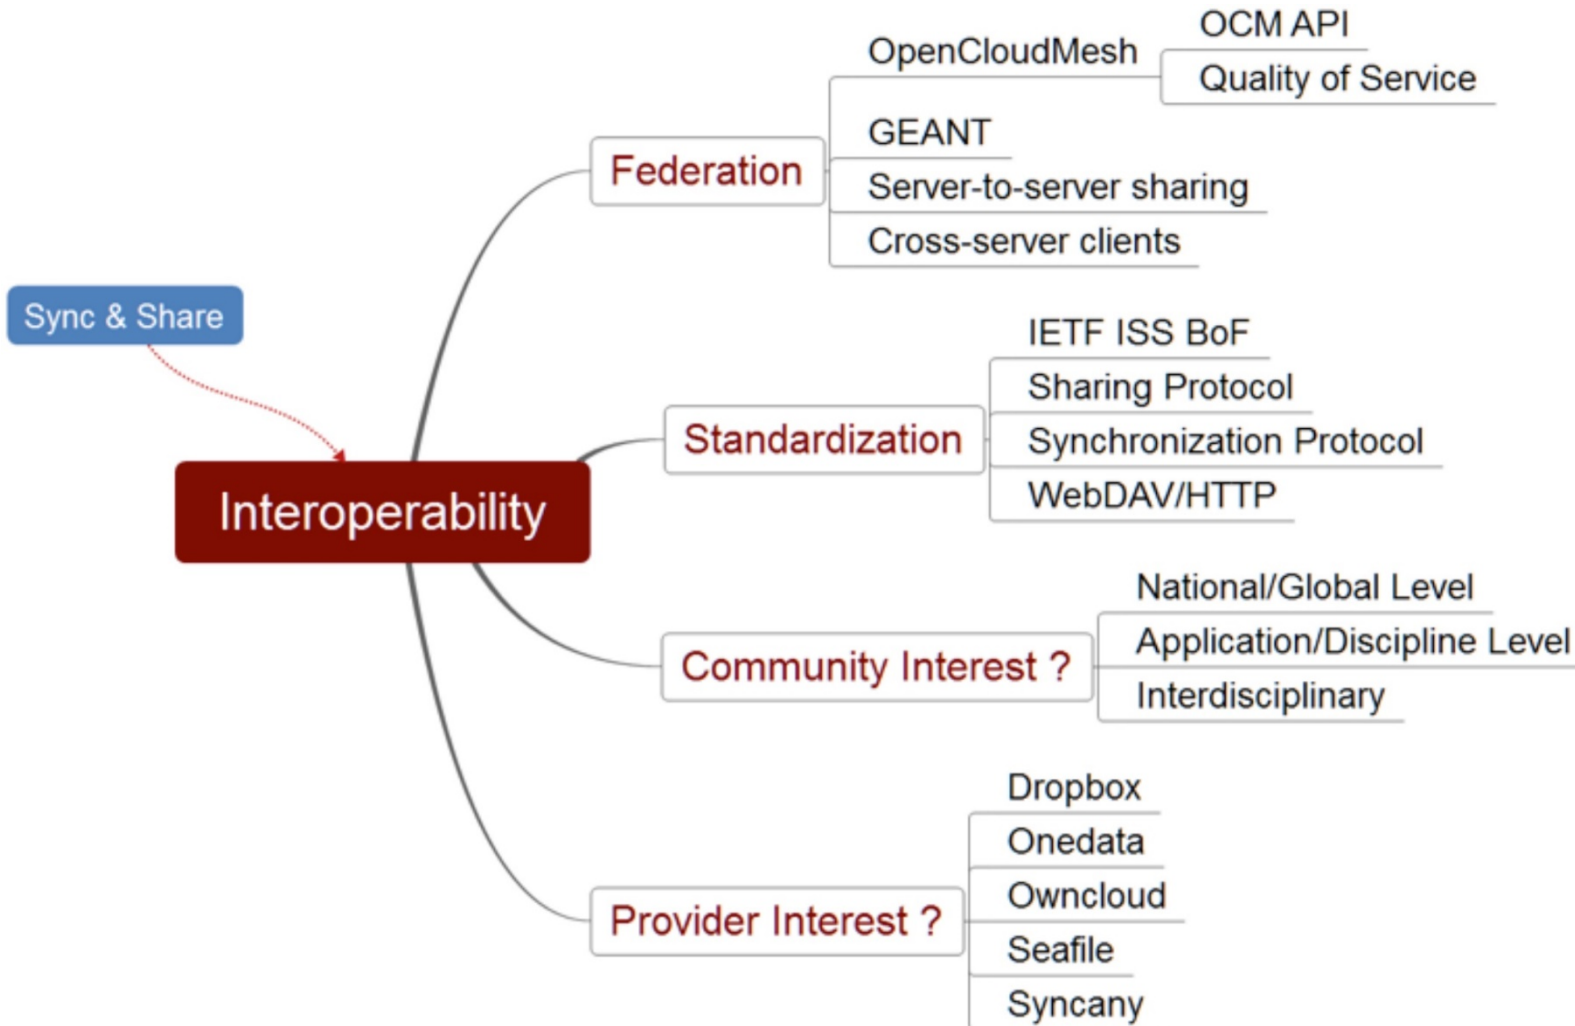 Sync & Share
Interoperability
Federation
OpenCloudMesh
OCM API
Quality of Service
GEANT
Server-to-server sharing
Cross-server clients
Standardization
IETF ISS BoF
Sharing Protocol
Synchronization Protocol
WebDAV/HTTP
Community Interest ?
National/Global Level
Application/Discipline Level
Interdisciplinary
Provider Interest ?
Dropbox
Onedata
Owncloud
Seafile
Syncany